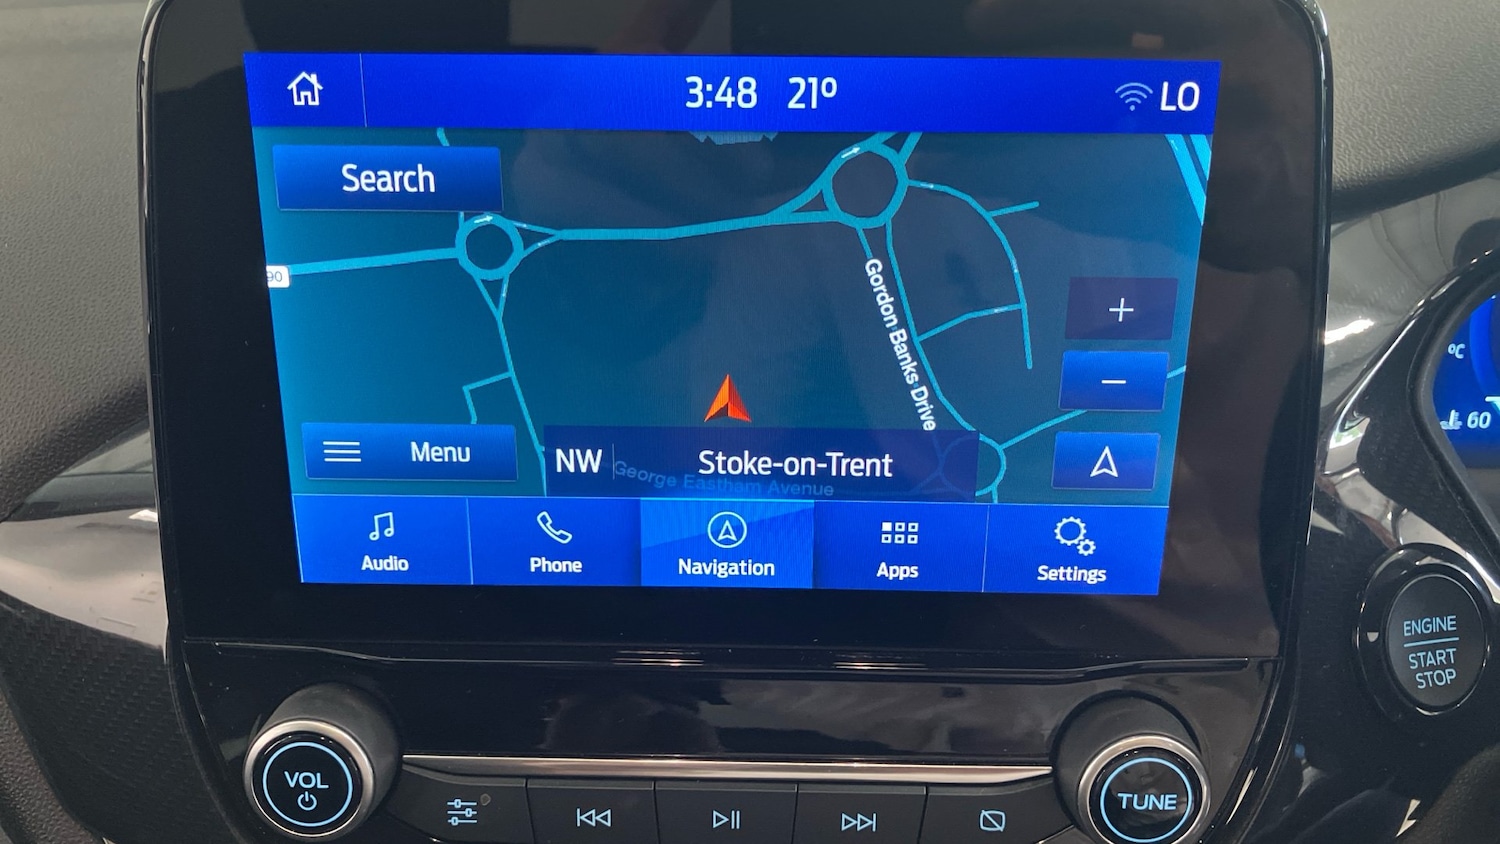 3:48 21º LO
Search
90
Gordon Banks Drive
+
−
Menu
NW Stoke-on-Trent
George Eastham Avenue
Audio Phone Navigation Apps Settings
ºC
60
ENGINE
START
STOP
VOL
TUNE